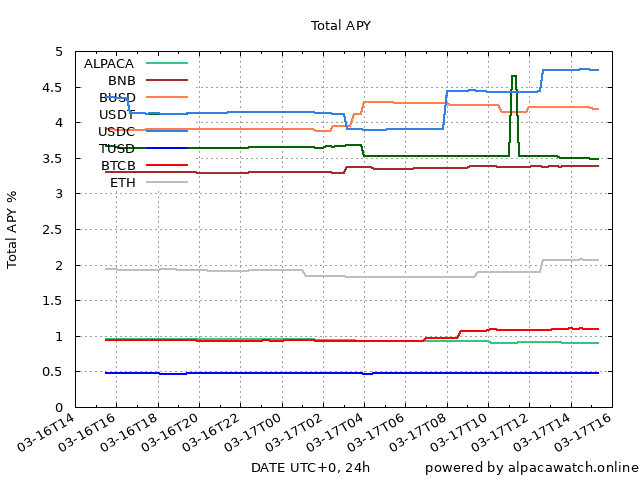 Total APY
Total APY %
5
4.5
4
3.5
3
2.5
2
1.5
1
0.5
0
ALPACA
BNB
BUSD
USDT
USDC
TUSD
BTCB
ETH
03-16T14
03-16T16
03-16T18
03-16T20
03-16T22
03-17T00
03-17T02
03-17T04
03-17T06
03-17T08
03-17T10
03-17T12
03-17T14
03-17T16
DATE UTC+0, 24h
powered by alpacawatch.online